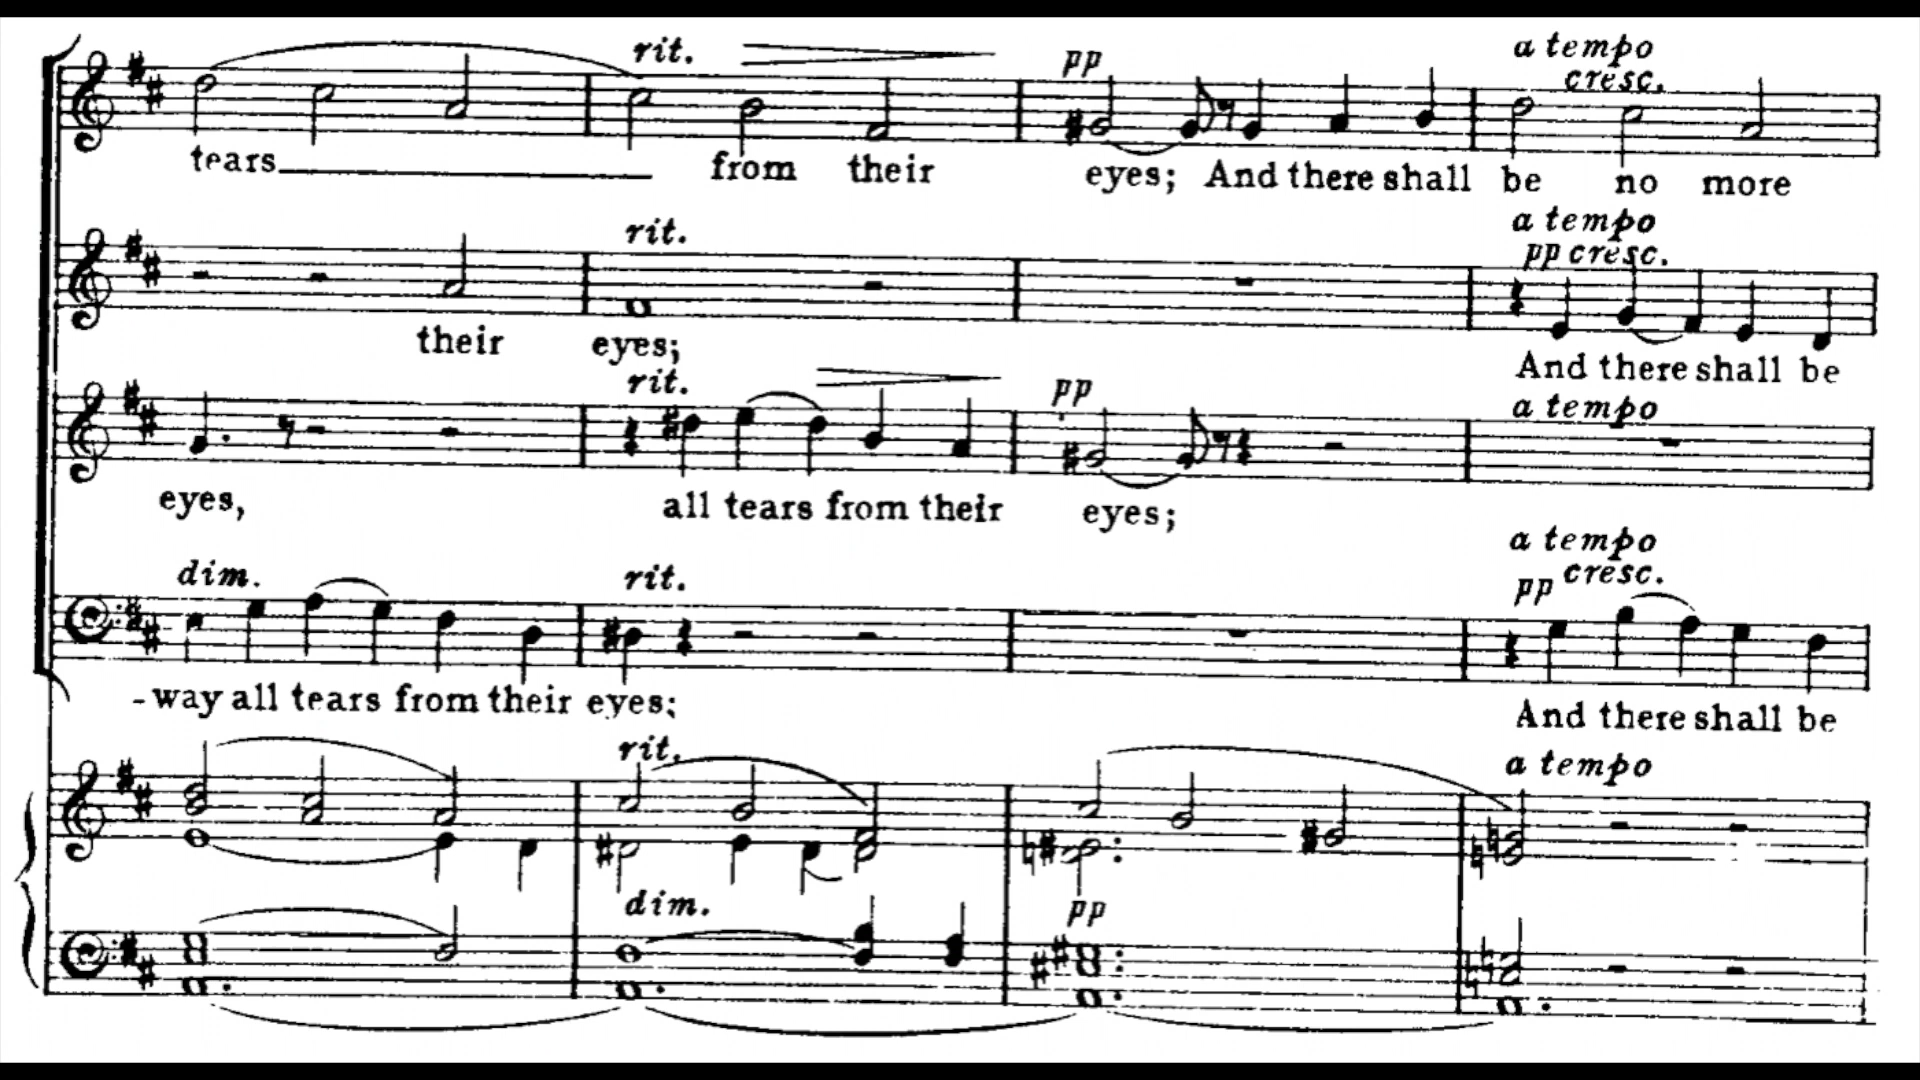 rit.
pp
a tempo
cresc.
tears from their eyes; And there shall be no more
rit.
a tempo
pp cresc.
their eyes; And there shall be
rit.
pp
a tempo
eyes, all tears from their eyes;
dim.
rit.
a tempo
pp cresc.
-way all tears from their eyes; And there shall be
rit.
a tempo
dim.
pp